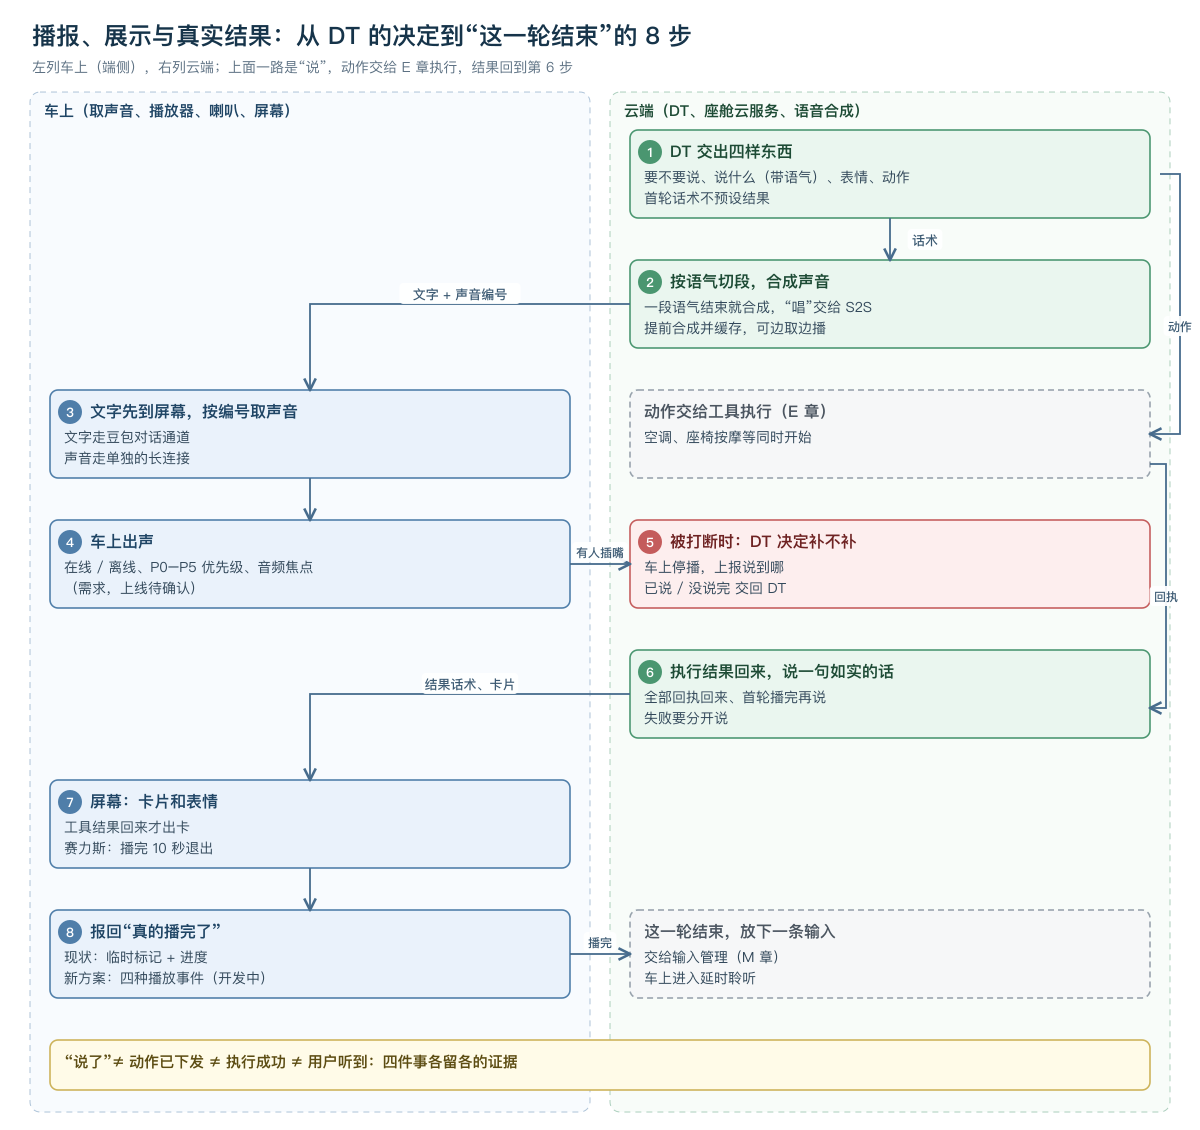 播报、展示与真实结果：从 DT 的决定到“这一轮结束”的 8 步
左列车上（端侧），右列云端；上面一路是“说”，动作交给 E 章执行，结果回到第 6 步
车上（取声音、播放器、喇叭、屏幕）
云端（DT、座舱云服务、语音合成）
1 DT 交出四样东西
要不要说、说什么（带语气）、表情、动作
首轮话术不预设结果
话术
2 按语气切段，合成声音
一段语气结束就合成，“唱”交给 S2S
提前合成并缓存，可边取边播
文字 + 声音编号
动作
3 文字先到屏幕，按编号取声音
文字走豆包对话通道
声音走单独的长连接
动作交给工具执行（E 章）
空调、座椅按摩等同时开始
4 车上出声
在线 / 离线、P0—P5 优先级、音频焦点
（需求，上线待确认）
有人插嘴
5 被打断时：DT 决定补不补
车上停播，上报说到哪
已说 / 没说完 交回 DT
回执
6 执行结果回来，说一句如实的话
全部回执回来、首轮播完再说
失败要分开说
结果话术、卡片
7 屏幕：卡片和表情
工具结果回来才出卡
赛力斯：播完 10 秒退出
8 报回“真的播完了”
现状：临时标记 + 进度
新方案：四种播放事件（开发中）
播完
这一轮结束，放下一条输入
交给输入管理（M 章）
车上进入延时聆听
“说了”≠ 动作已下发 ≠ 执行成功 ≠ 用户听到：四件事各留各的证据